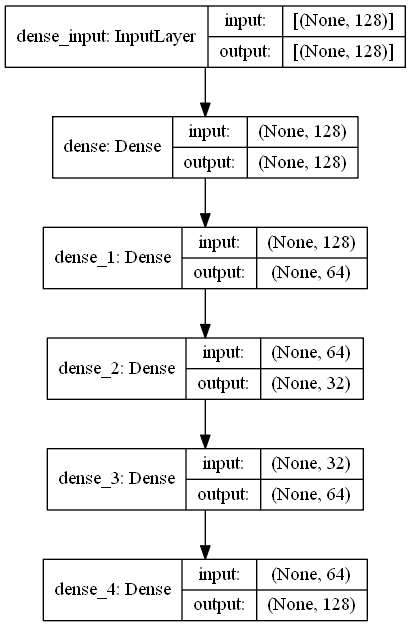 dense_input: InputLayer
input: [(None, 128)]
output: [(None, 128)]
dense: Dense
input: (None, 128)
output: (None, 128)
dense_1: Dense
input: (None, 128)
output: (None, 64)
dense_2: Dense
input: (None, 64)
output: (None, 32)
dense_3: Dense
input: (None, 32)
output: (None, 64)
dense_4: Dense
input: (None, 64)
output: (None, 128)